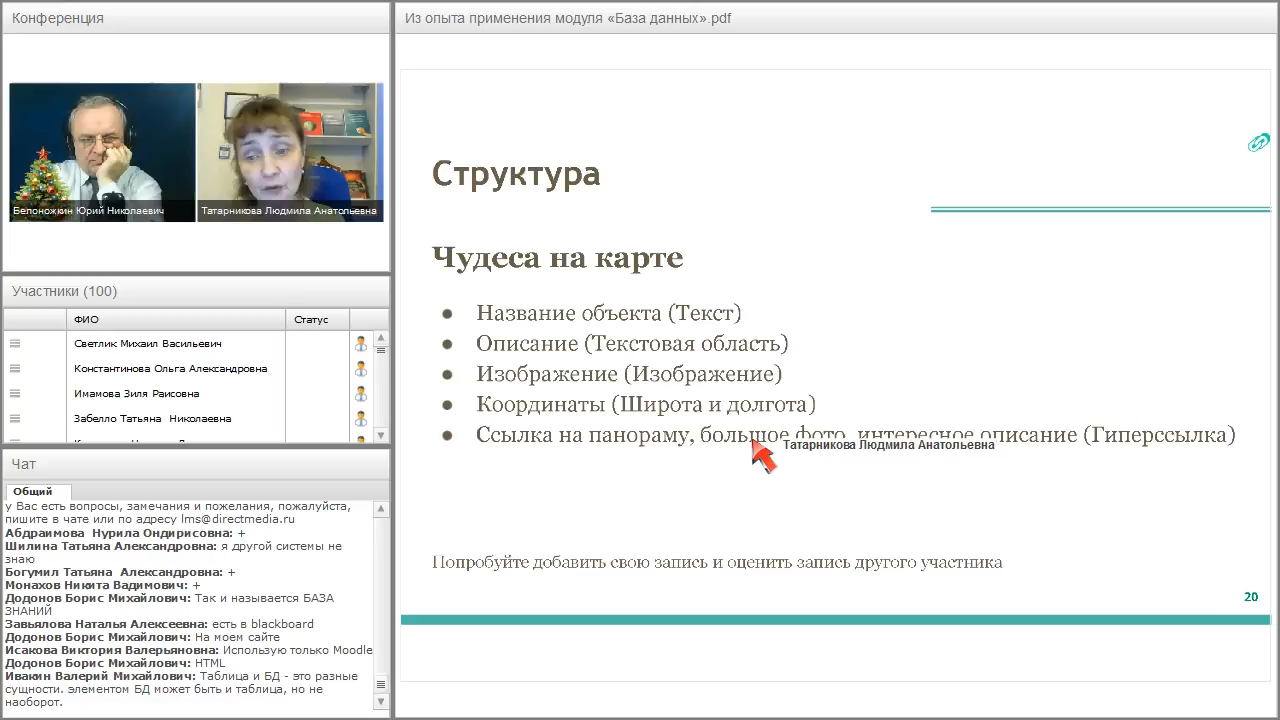 Конференция
Белоножкин Юрий Николаевич
Татарникова Людмила Анатольевна
Участники (100)
ФИО
Статус
Светлик Михаил Васильевич
Константинова Ольга Александровна
Имамова Зиля Раисовна
Забелло Татьяна Николаевна
Чат
Общий
у Вас есть вопросы, замечания и пожелания, пожалуйста,
пишите в чате или по адресу lms@directmedia.ru
Абдраимова Нурила Ондирисовна: +
Шилина Татьяна Александровна: я другой системы не
знаю
Богумил Татьяна Александровна: +
Монахов Никита Вадимович: +
Додонов Борис Михайлович: Так и называется БАЗА
ЗНАНИЙ
Завьялова Наталья Алексеевна: есть в blackboard
Додонов Борис Михайлович: На моем сайте
Исакова Виктория Валерьяновна: Использую только Moodle
Додонов Борис Михайлович: HTML
Ивакин Валерий Михайлович: Таблица и БД - это разные
сущности. элементам БД может быть и таблица, но не
наоборот.
Из опыта применения модуля «База данных».pdf
Структура
Чудеса на карте
● Название объекта (Текст)
● Описание (Текстовая область)
● Изображение (Изображение)
● Координаты (Широта и долгота)
● Ссылка на панораму, большое фото, интересное описание (Гиперссылка)
Татарникова Людмила Анатольевна
Попробуйте добавить свою запись и оценить запись другого участника
20